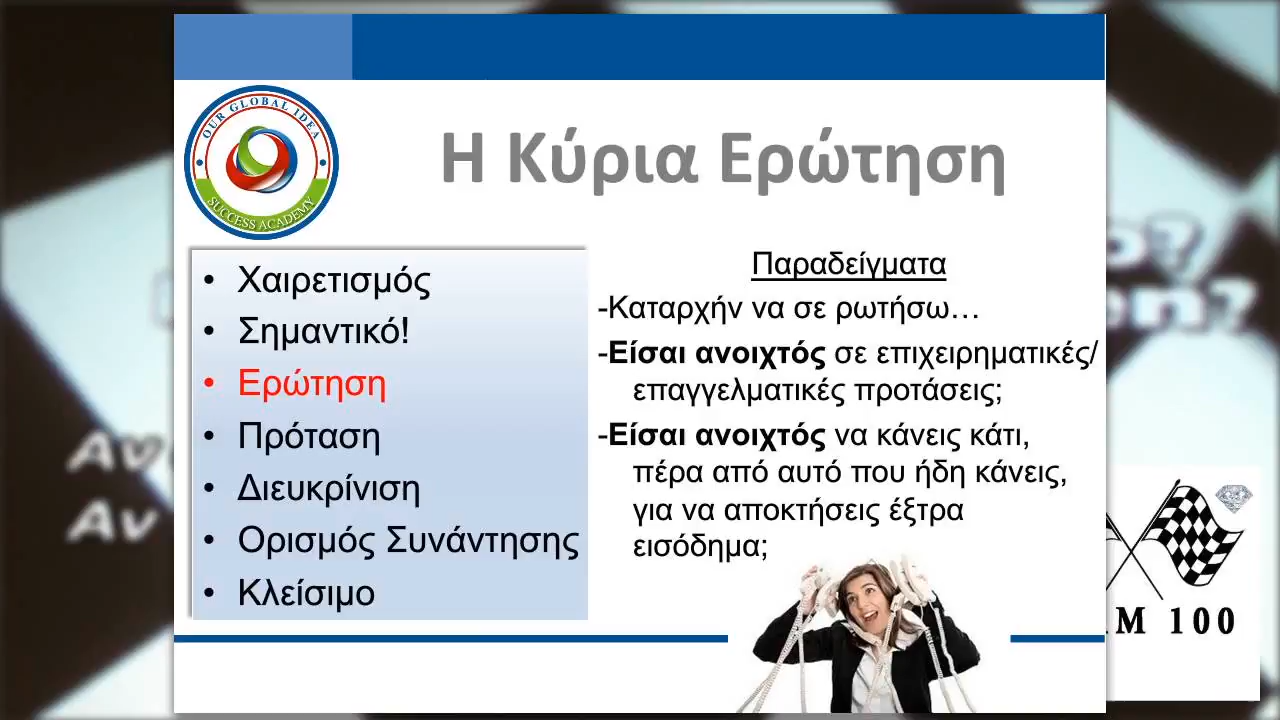 OUR GLOBAL IDEA
SUCCESS ACADEMY
Η Κύρια Ερώτηση
• Χαιρετισμός
• Σημαντικό!
• Ερώτηση
• Πρόταση
• Διευκρίνιση
• Ορισμός Συνάντησης
• Κλείσιμο
Παραδείγματα
-Καταρχήν να σε ρωτήσω…
-Είσαι ανοιχτός σε επιχειρηματικές/
επαγγελματικές προτάσεις;
-Είσαι ανοιχτός να κάνεις κάτι,
πέρα από αυτό που ήδη κάνεις,
για να αποκτήσεις έξτρα
εισόδημα;
M 100